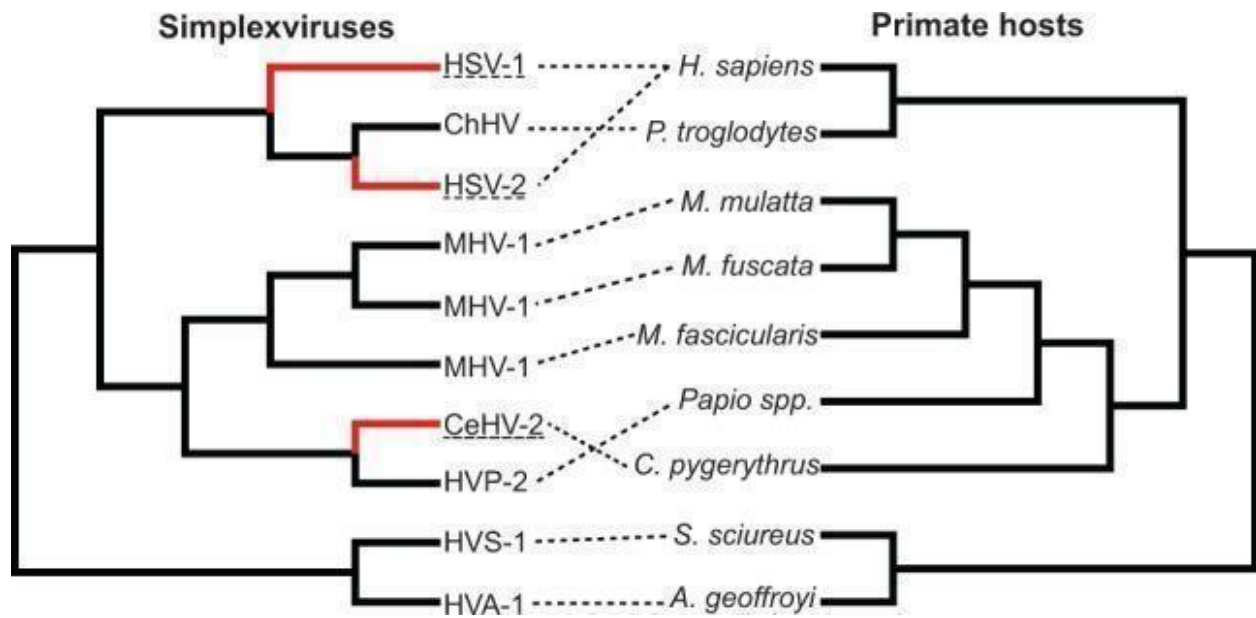 Simplexviruses
Primate hosts
HSV-1
H. sapiens
ChHV
P. troglodytes
HSV-2
M. mulatta
MHV-1
M. fuscata
MHV-1
M. fascicularis
MHV-1
Papio spp.
CeHV-2
C. pygerythrus
HVP-2
S. sciureus
HVS-1
A. geoffroyi
HVA-1